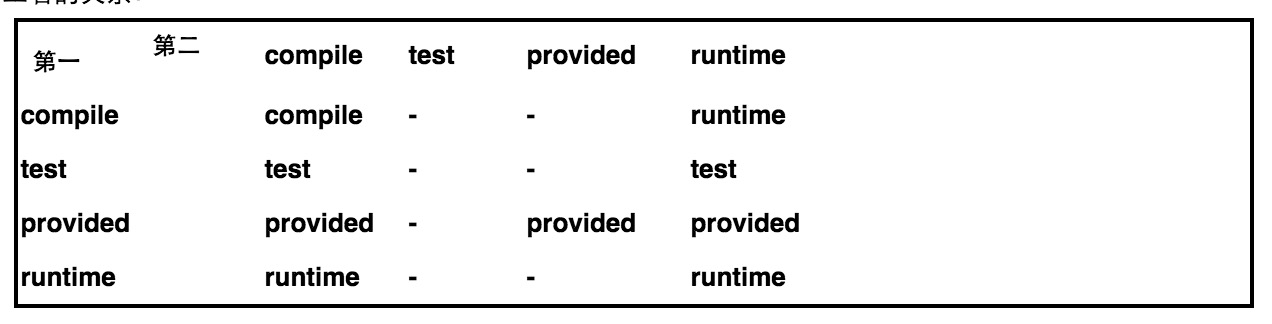 第一 第二 compile test provided runtime
compile compile - - runtime
test test - - test
provided provided - provided provided
runtime runtime - - runtime